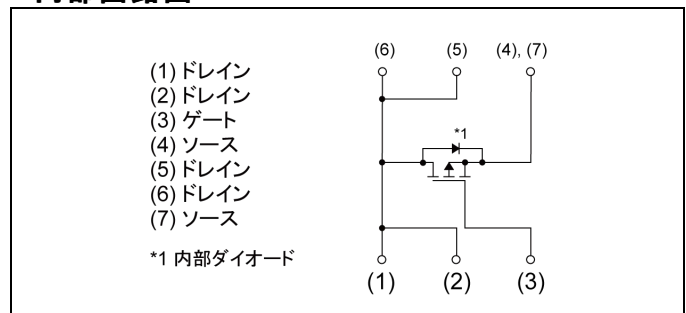 (1) ドレイン
(2) ドレイン
(3) ゲート
(4) ソース
(5) ドレイン
(6) ドレイン
(7) ソース
*1 内部ダイオード
(6) (5) (4), (7)
*1
(1) (2) (3)